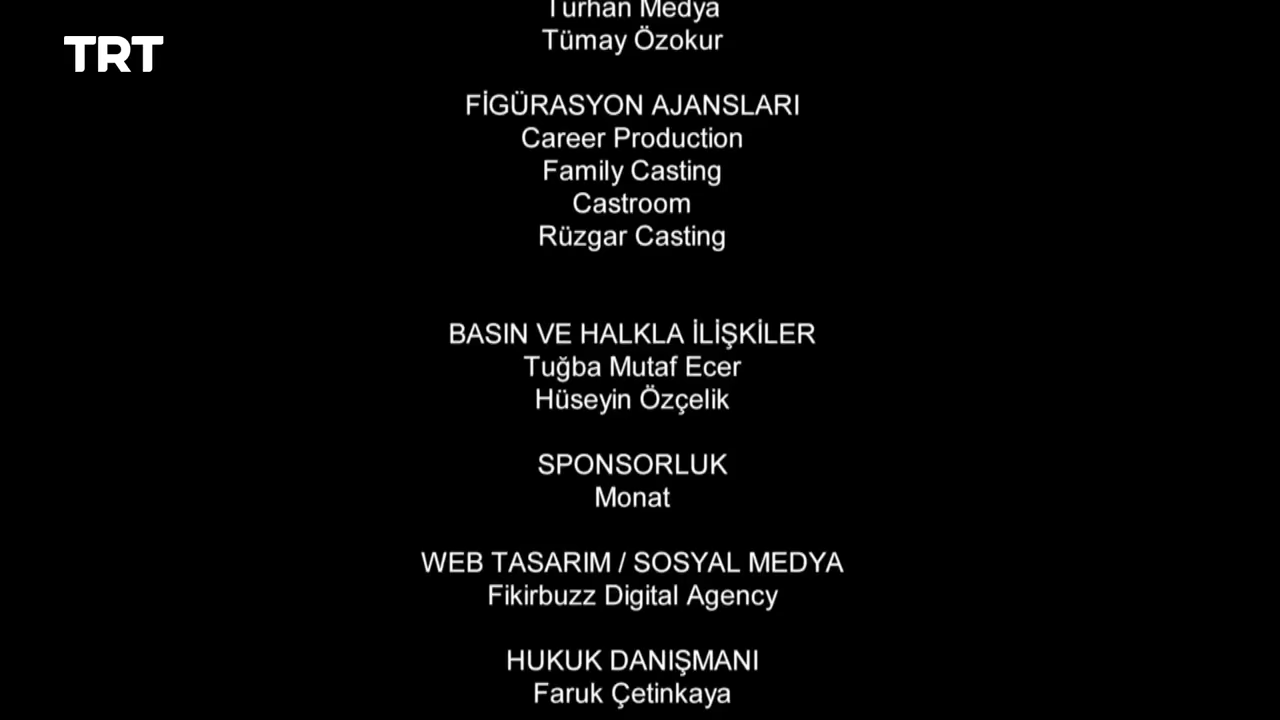 TRT
Turhan Medya
Tümay Özokur
FİGÜRASYON AJANSLARI
Career Production
Family Casting
Castroom
Rüzgar Casting
BASIN VE HALKLA İLİŞKİLER
Tuğba Mutaf Ecer
Hüseyin Özçelik
SPONSORLUK
Monat
WEB TASARIM / SOSYAL MEDYA
Fikirbuzz Digital Agency
HUKUK DANIŞMANI
Faruk Çetinkaya